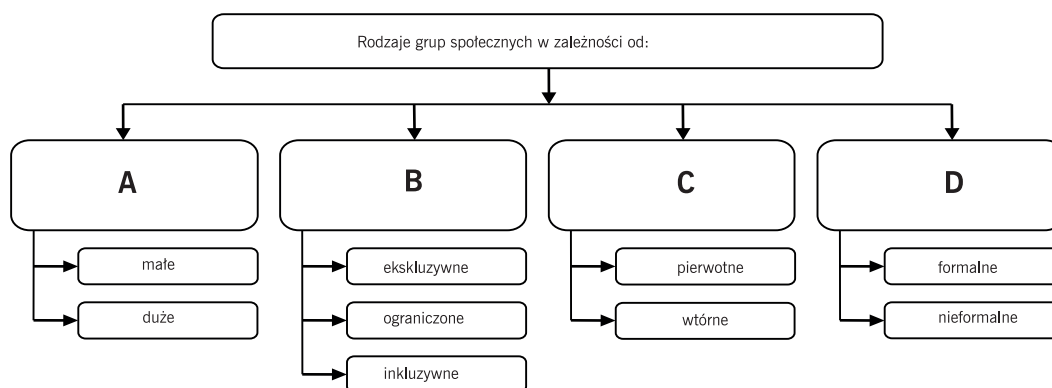 Rodzaje grup społecznych w zależności od:
A
B
C
D
małe
duże
ekskluzywne
ograniczone
inkluzywne
pierwotne
wtórne
formalne
nieformalne